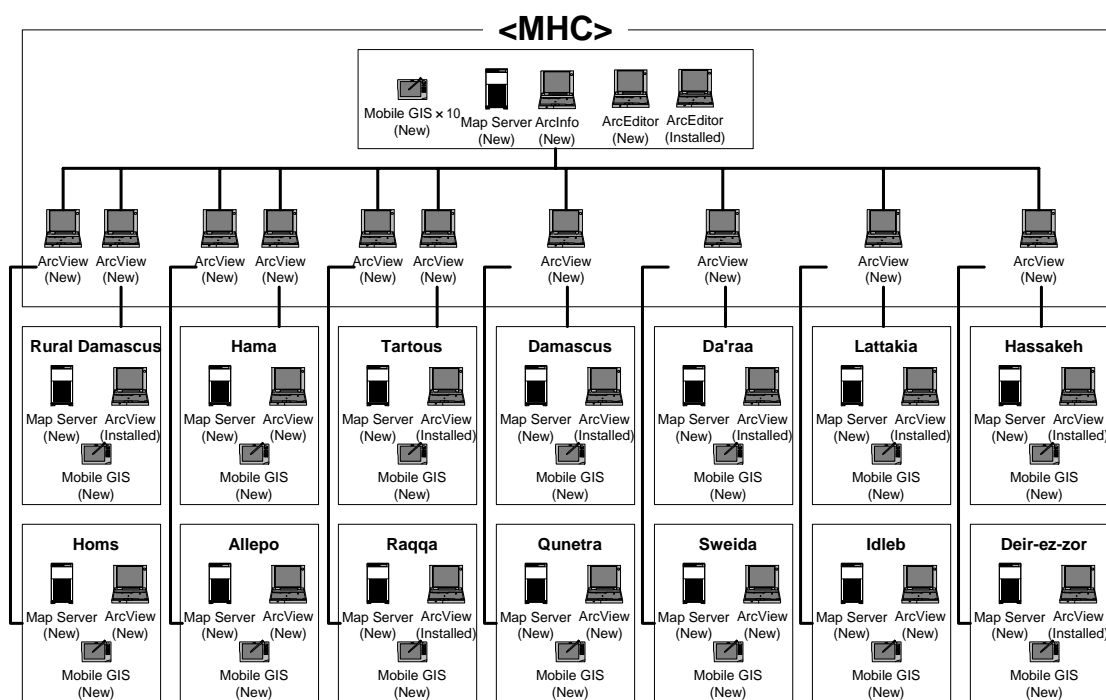 <MHC>
Mobile GIS × 10
(New)
Map Server
(New)
ArcInfo
(New)
ArcEditor
(New)
ArcEditor
(Installed)
ArcView
(New)
ArcView
(New)
ArcView
(New)
ArcView
(New)
ArcView
(New)
ArcView
(New)
ArcView
(New)
ArcView
(New)
ArcView
(New)
ArcView
(New)
Rural Damascus
Map Server
(New)
ArcView
(Installed)
Mobile GIS
(New)
Hama
Map Server
(New)
ArcView
(New)
Mobile GIS
(New)
Tartous
Map Server
(New)
ArcView
(Installed)
Mobile GIS
(New)
Damascus
Map Server
(New)
ArcView
(Installed)
Mobile GIS
(New)
Da'raa
Map Server
(New)
ArcView
(Installed)
Mobile GIS
(New)
Lattakia
Map Server
(New)
ArcView
(Installed)
Mobile GIS
(New)
Hassakeh
Map Server
(New)
ArcView
(Installed)
Mobile GIS
(New)
Homs
Map Server
(New)
ArcView
(New)
Mobile GIS
(New)
Allepo
Map Server
(New)
ArcView
(New)
Mobile GIS
(New)
Raqqa
Map Server
(New)
ArcView
(Installed)
Mobile GIS
(New)
Qunetra
Map Server
(New)
ArcView
(New)
Mobile GIS
(New)
Sweida
Map Server
(New)
ArcView
(New)
Mobile GIS
(New)
Idleb
Map Server
(New)
ArcView
(New)
Mobile GIS
(New)
Deir-ez-zor
Map Server
(New)
ArcView
(Installed)
Mobile GIS
(New)